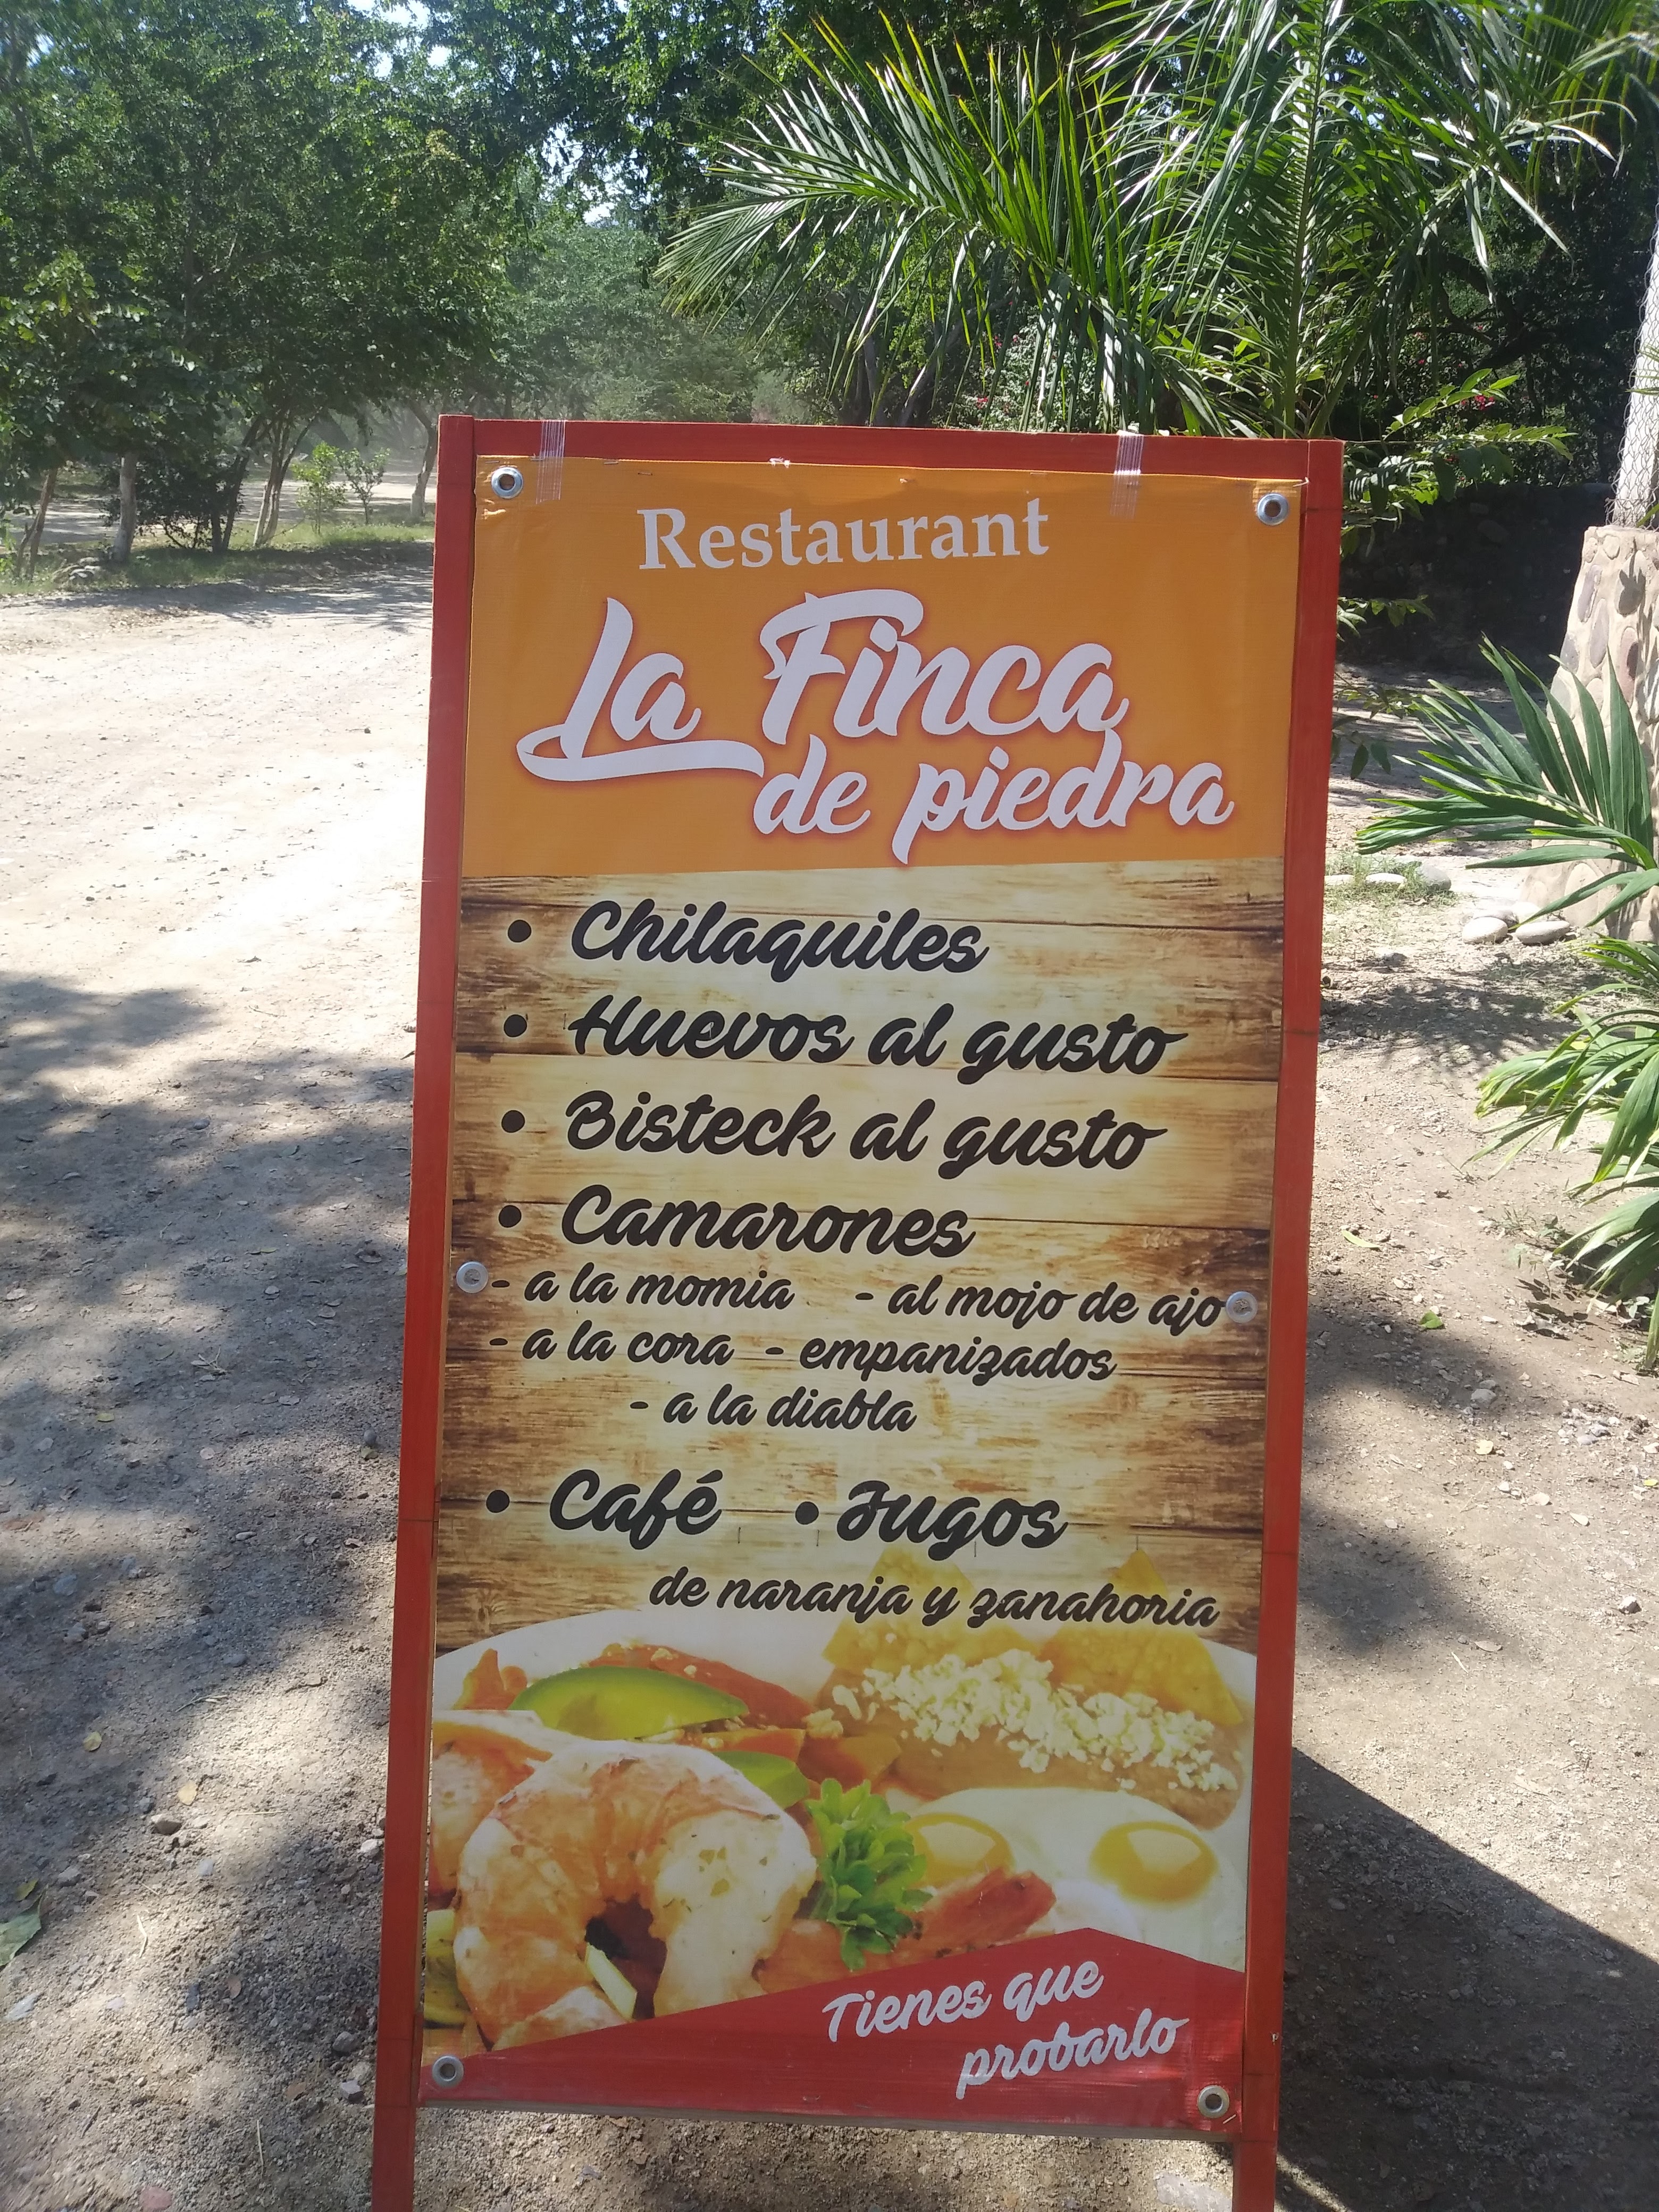 Restaurant
La Finca
de piedra
• Chilaquiles
• Huevos al gusto
• Bisteck al gusto
• Camarones
- a la momia - al mojo de ajo
- a la cora - empanizados
- a la diabla
• Café • Jugos
de naranja y zanahoria
Tienes que
probarlo